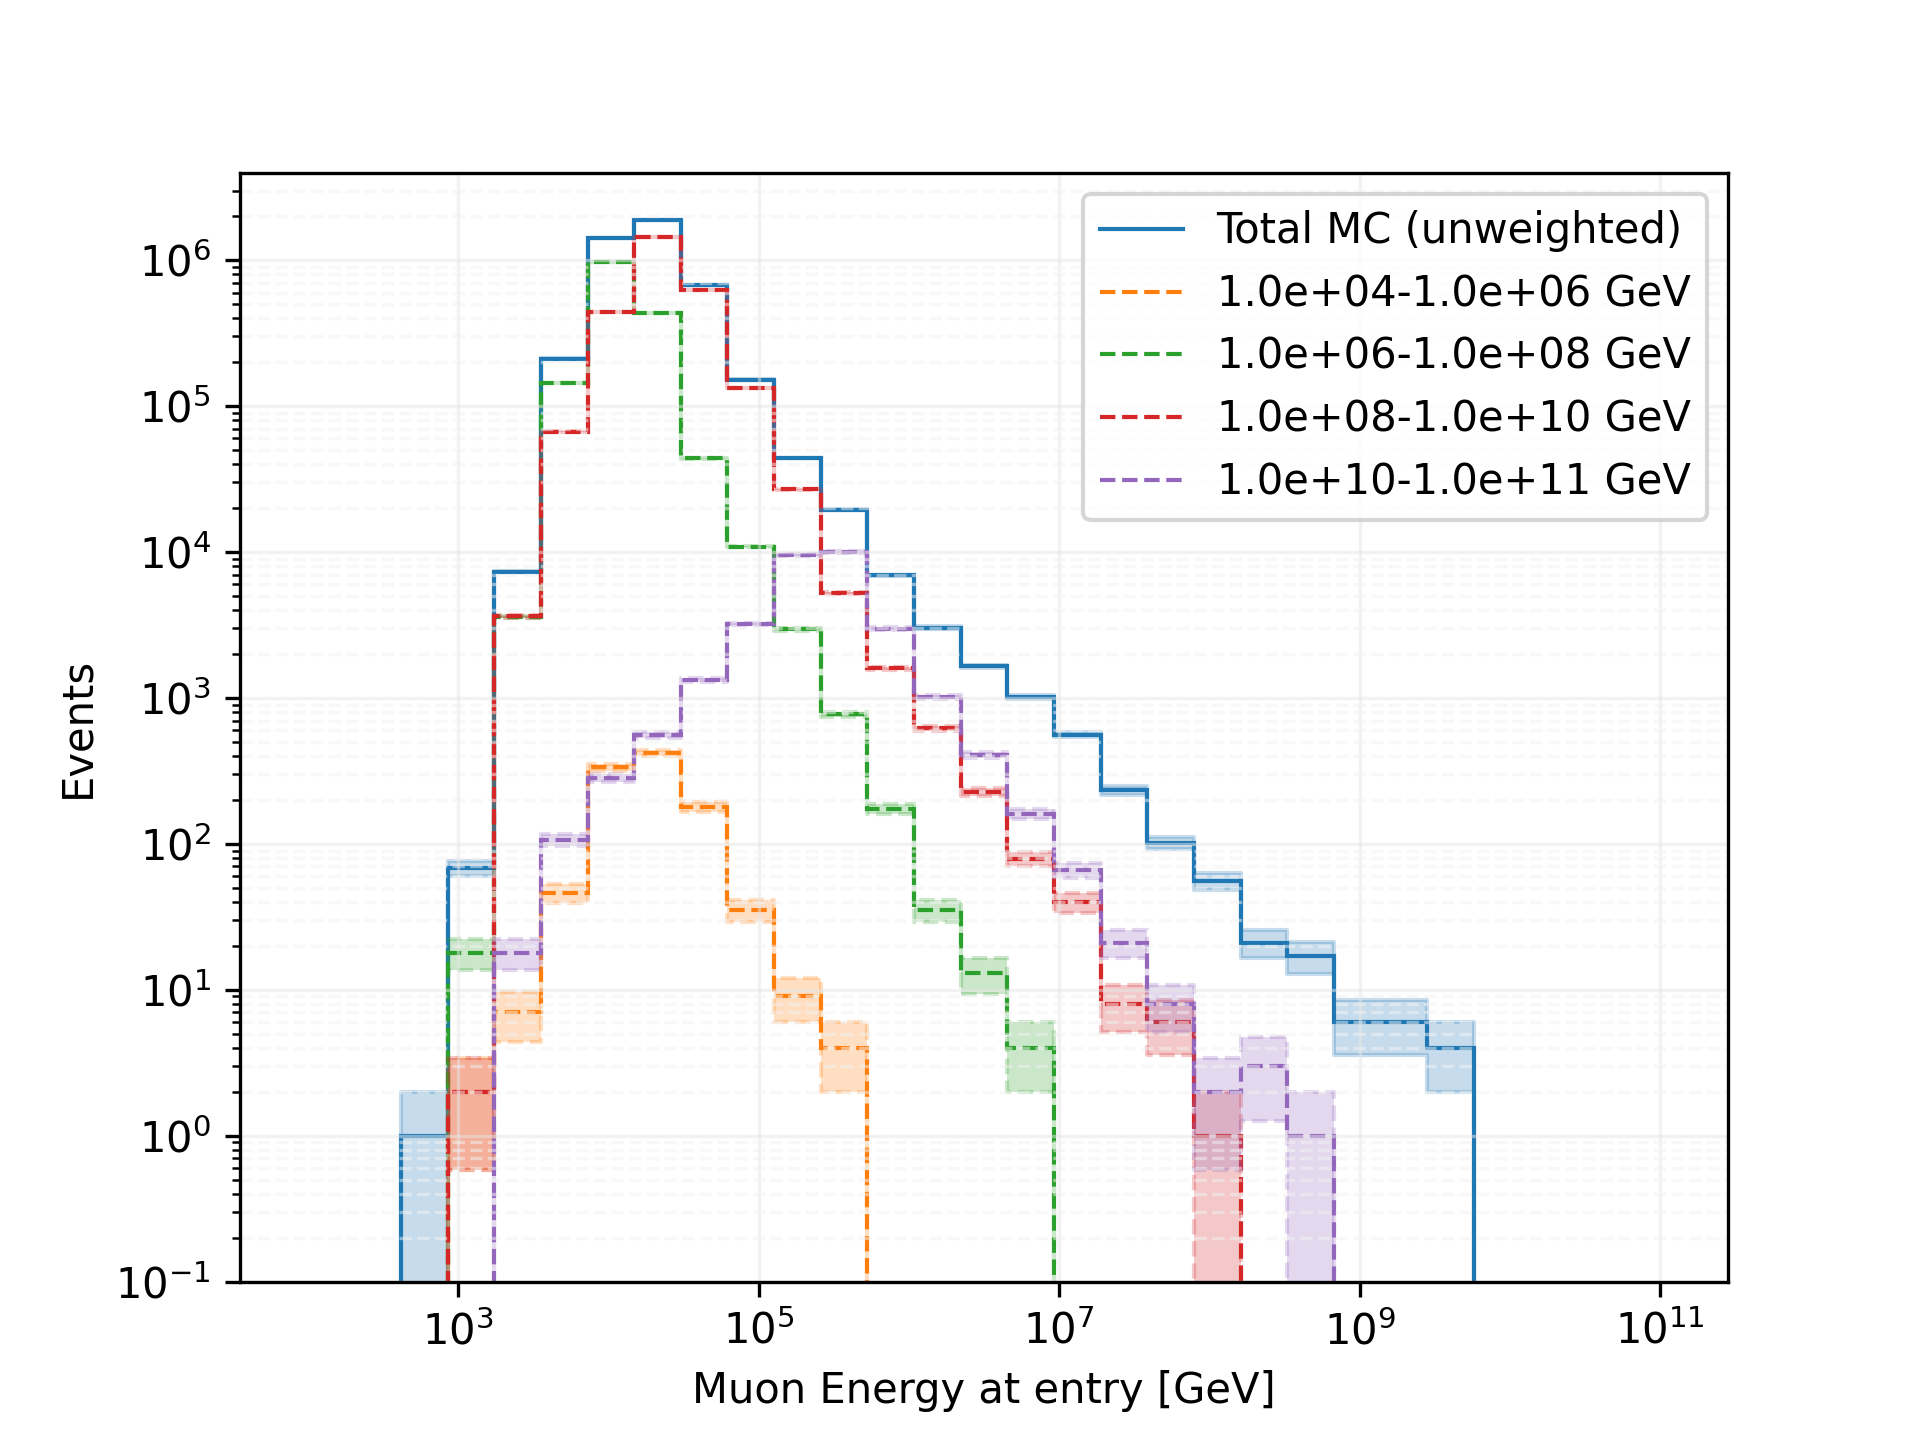 Total MC (unweighted)
1.0e+04-1.0e+06 GeV
1.0e+06-1.0e+08 GeV
1.0e+08-1.0e+10 GeV
1.0e+10-1.0e+11 GeV
Events
10⁶
10⁵
10⁴
10³
10²
10¹
10⁰
10⁻¹
10³ 10⁵ 10⁷ 10⁹ 10¹¹
Muon Energy at entry [GeV]